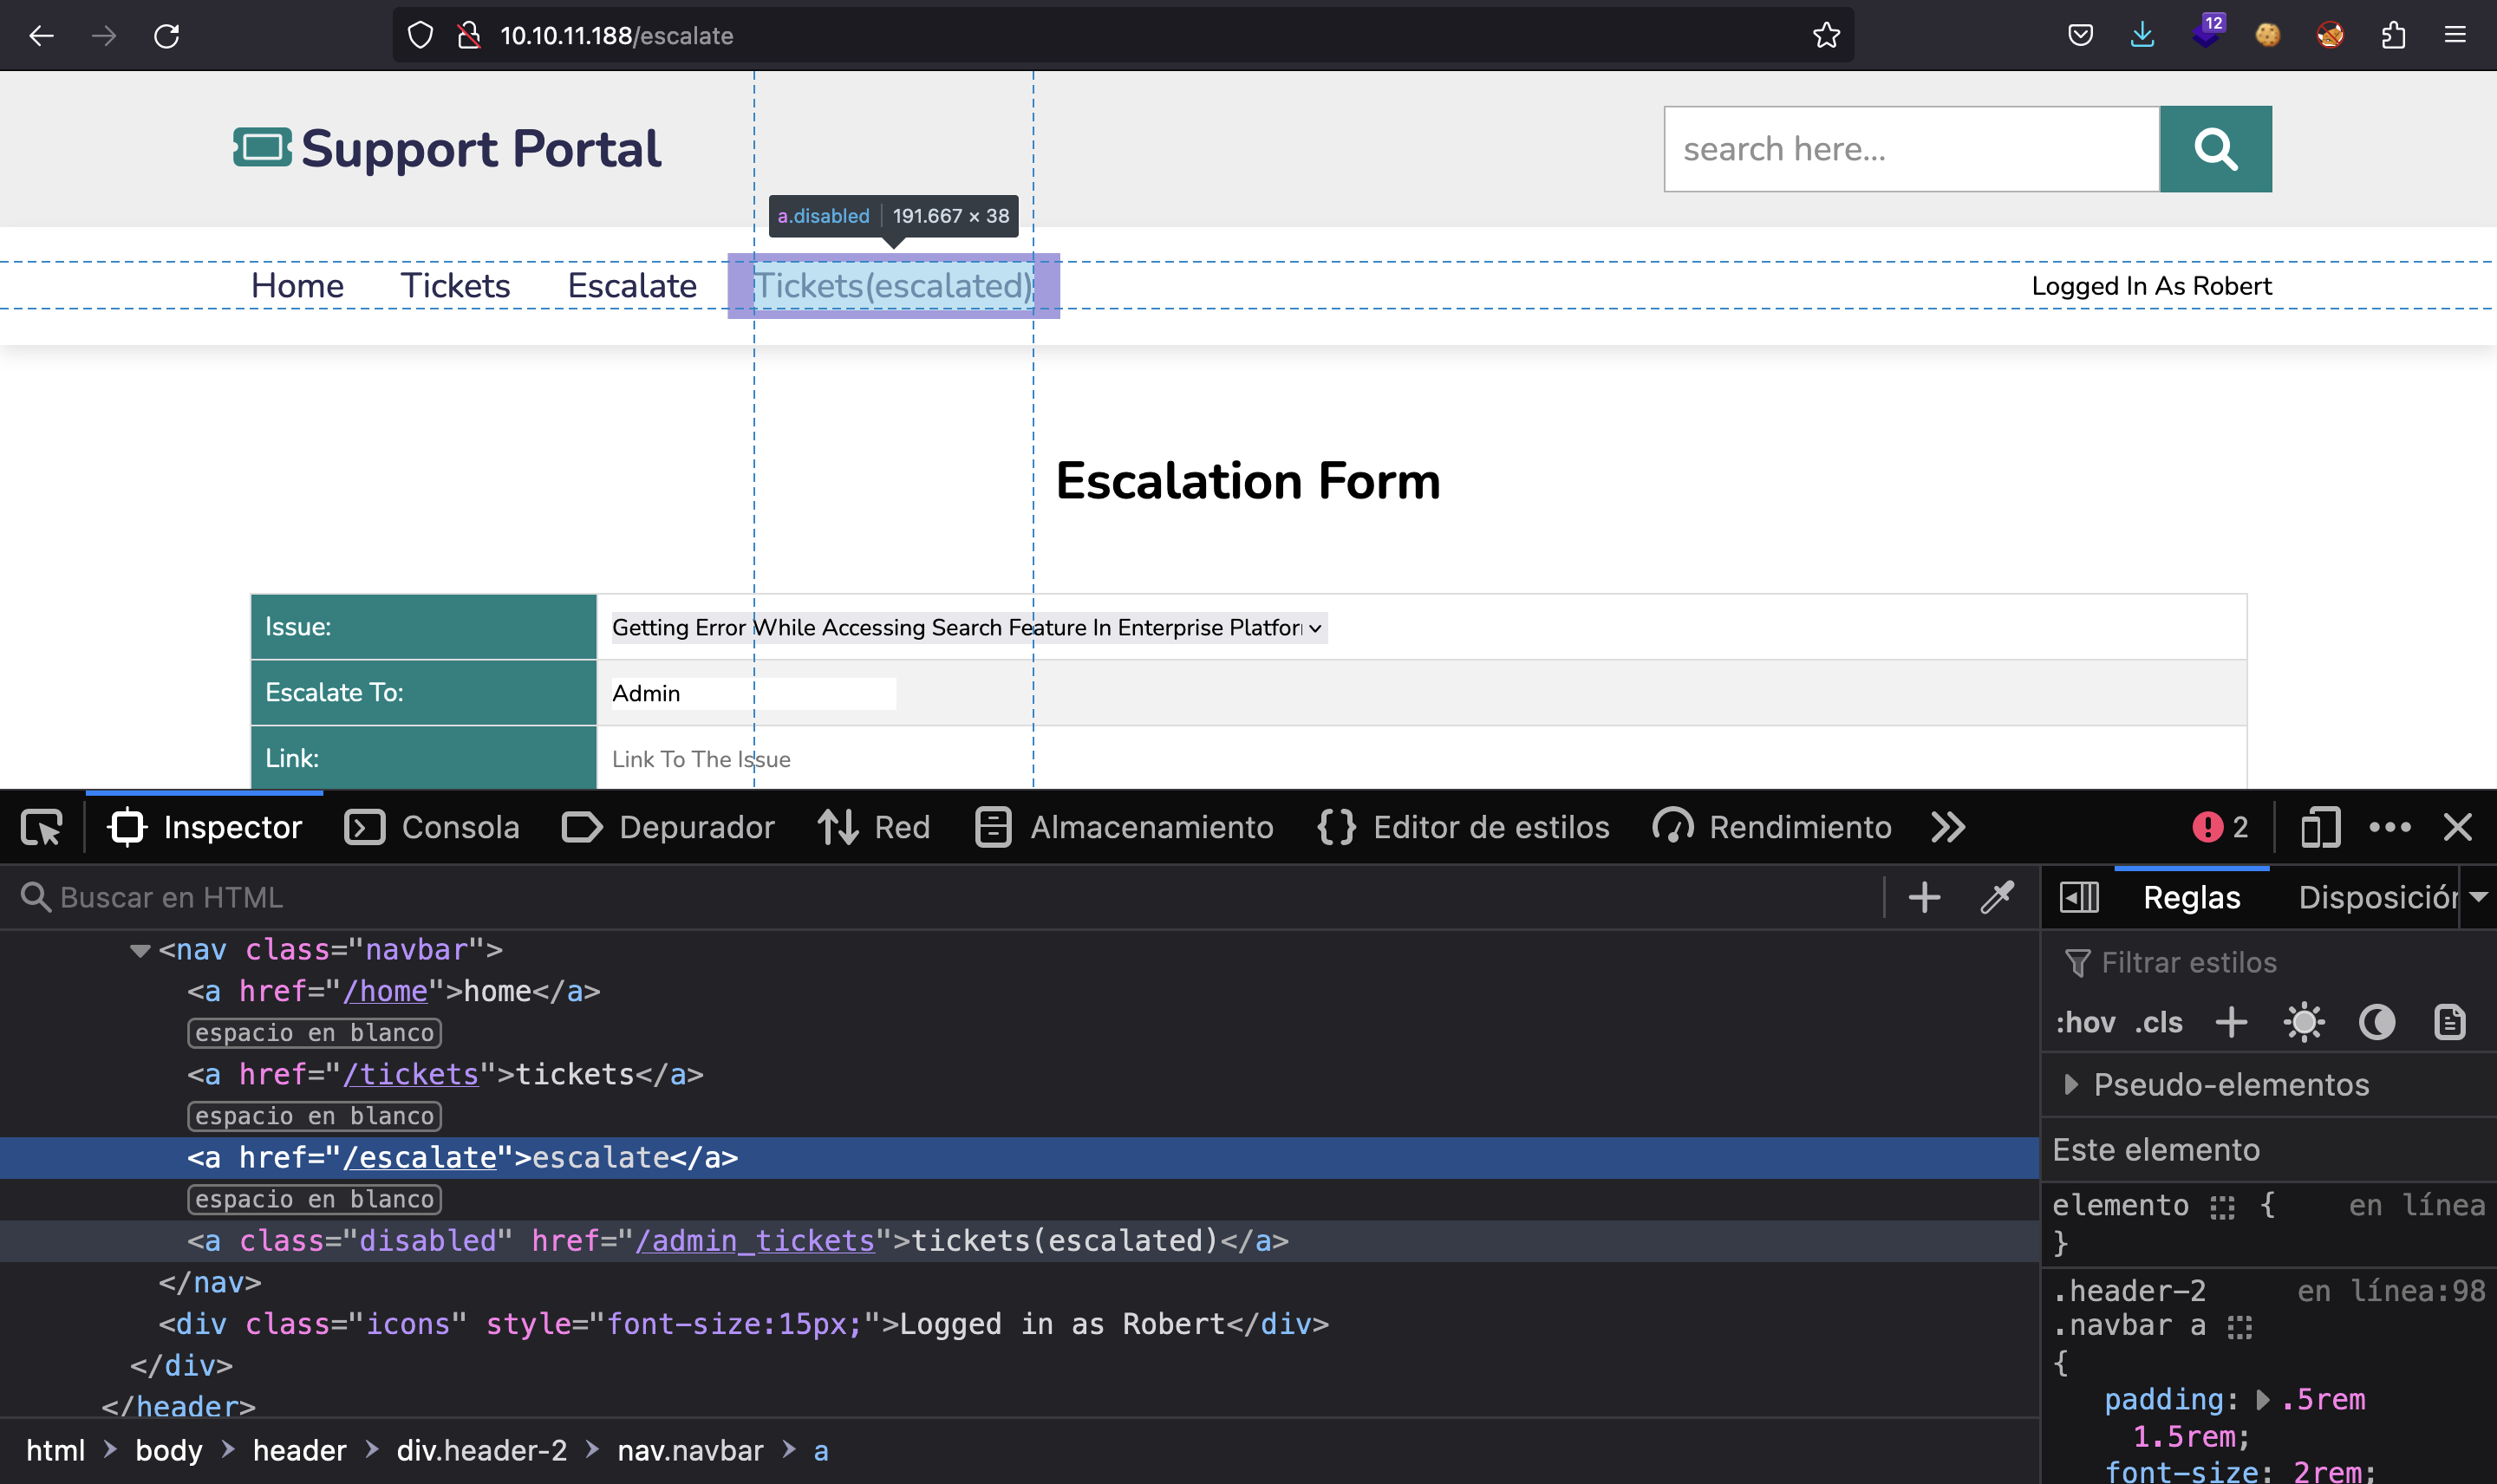 10.10.11.188/escalate
12
Support Portal
search here...
a.disabled 191.667 × 38
Home Tickets Escalate Tickets(escalated) Logged In As Robert
Escalation Form
Issue: Getting Error While Accessing Search Feature In Enterprise Platfor
Escalate To: Admin
Link: Link To The Issue
Inspector Consola Depurador Red Almacenamiento Editor de estilos Rendimiento 2
Buscar en HTML
Reglas Disposición
<nav class="navbar">
<a href="/home">home</a>
espacio en blanco
<a href="/tickets">tickets</a>
espacio en blanco
<a href="/escalate">escalate</a>
espacio en blanco
<a class="disabled" href="/admin_tickets">tickets(escalated)</a>
</nav>
<div class="icons" style="font-size:15px;">Logged in as Robert</div>
</div>
</header>
html body header div.header-2 nav.navbar a
Filtrar estilos
:hov .cls
Pseudo-elementos
Este elemento
elemento { en línea
}
.header-2 en línea:98
.navbar a
{
padding: .5rem
1.5rem;
font-size: 2rem;